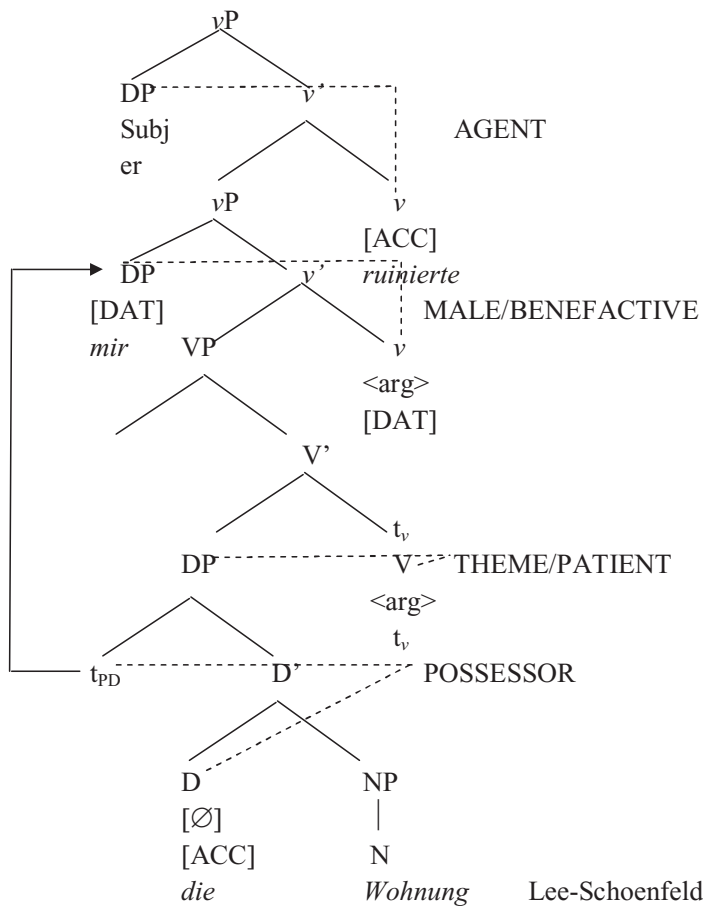 vP
DP v'
Subj AGENT
er
vP v
[ACC]
DP v' ruinierte
[DAT] MALE/BENEFACTIVE
mir VP v
<arg>
[DAT]
V’
tv
DP V THEME/PATIENT
<arg>
tv
tPD D’ POSSESSOR
D NP
[∅]
[ACC] N
die Wohnung Lee-Schoenfeld